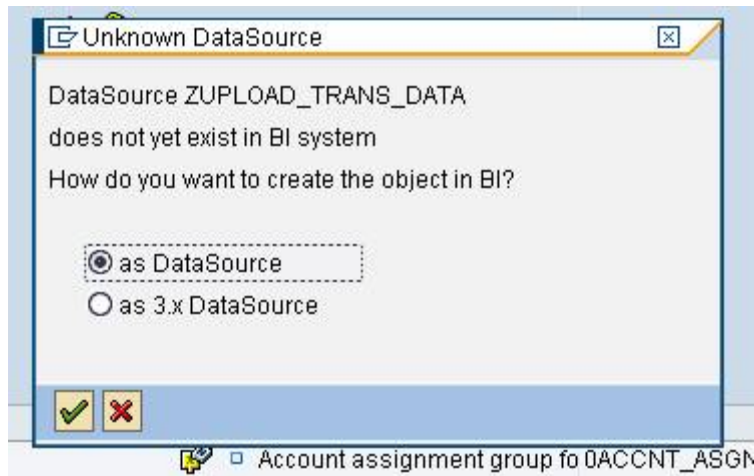 Unknown DataSource
DataSource ZUPLOAD_TRANS_DATA
does not yet exist in BI system
How do you want to create the object in BI?
as DataSource
as 3.x DataSource
Account assignment group fo 0ACCNT_ASGN